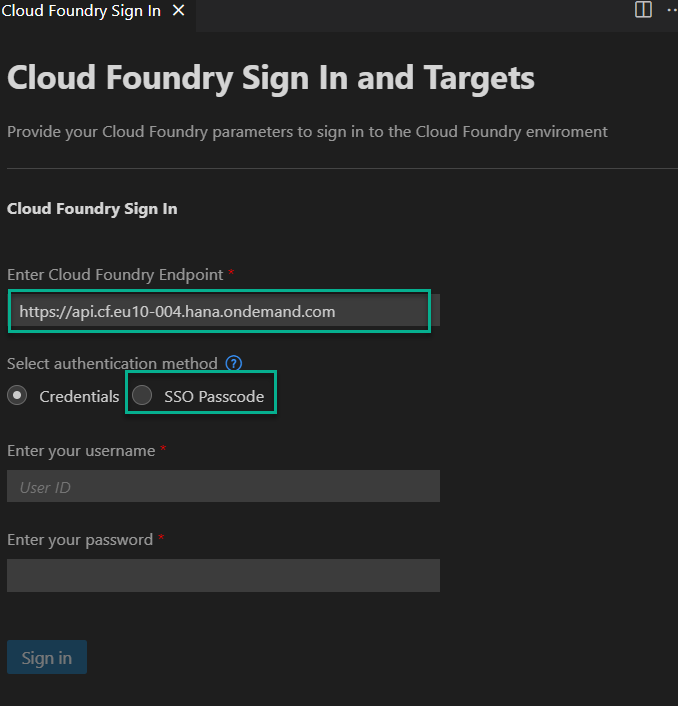 Cloud Foundry Sign In ×
Cloud Foundry Sign In and Targets
Provide your Cloud Foundry parameters to sign in to the Cloud Foundry enviroment
Cloud Foundry Sign In
Enter Cloud Foundry Endpoint *
https://api.cf.eu10-004.hana.ondemand.com
Select authentication method ?
Credentials SSO Passcode
Enter your username *
User ID
Enter your password *
Sign in